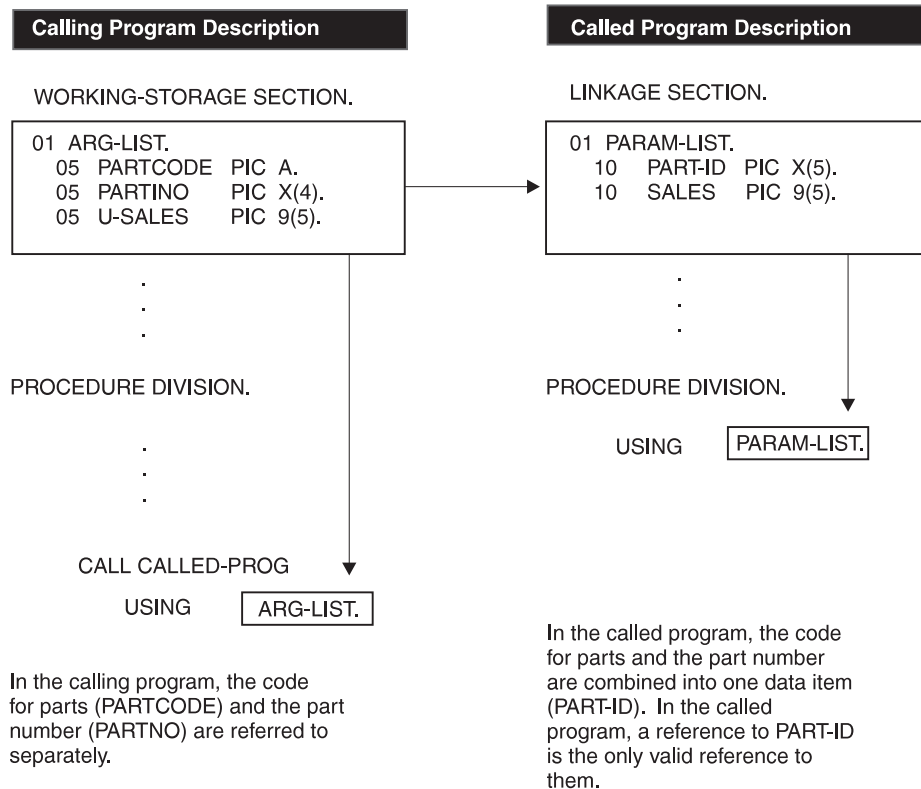 Calling Program Description
WORKING-STORAGE SECTION.
01 ARG-LIST.
05 PARTCODE PIC A.
05 PARTINO PIC X(4).
05 U-SALES PIC 9(5).
.
.
.
PROCEDURE DIVISION.
.
.
.
CALL CALLED-PROG
USING ARG-LIST.
In the calling program, the code
for parts (PARTCODE) and the part
number (PARTNO) are referred to
separately.
Called Program Description
LINKAGE SECTION.
01 PARAM-LIST.
10 PART-ID PIC X(5).
10 SALES PIC 9(5).
.
.
.
PROCEDURE DIVISION.
USING PARAM-LIST.
In the called program, the code
for parts and the part number
are combined into one data item
(PART-ID). In the called
program, a reference to PART-ID
is the only valid reference to
them.